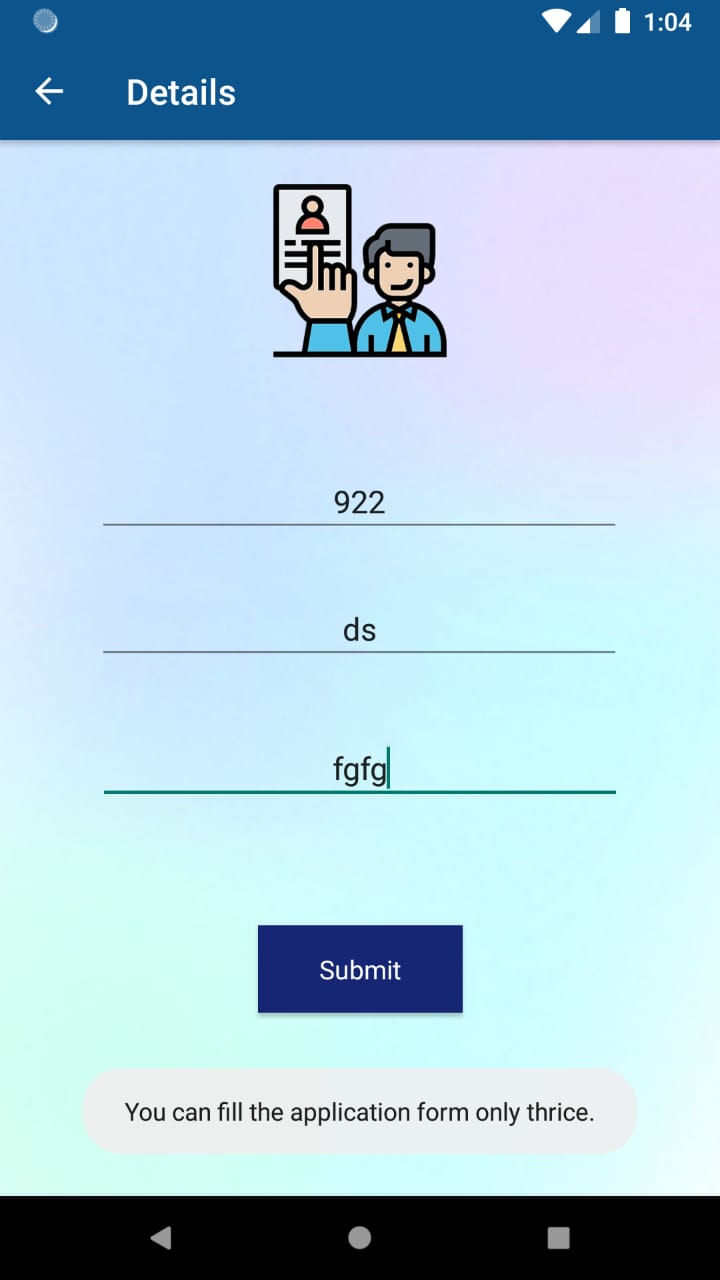 1:04
Details
922
ds
fgfg
Submit
You can fill the application form only thrice.